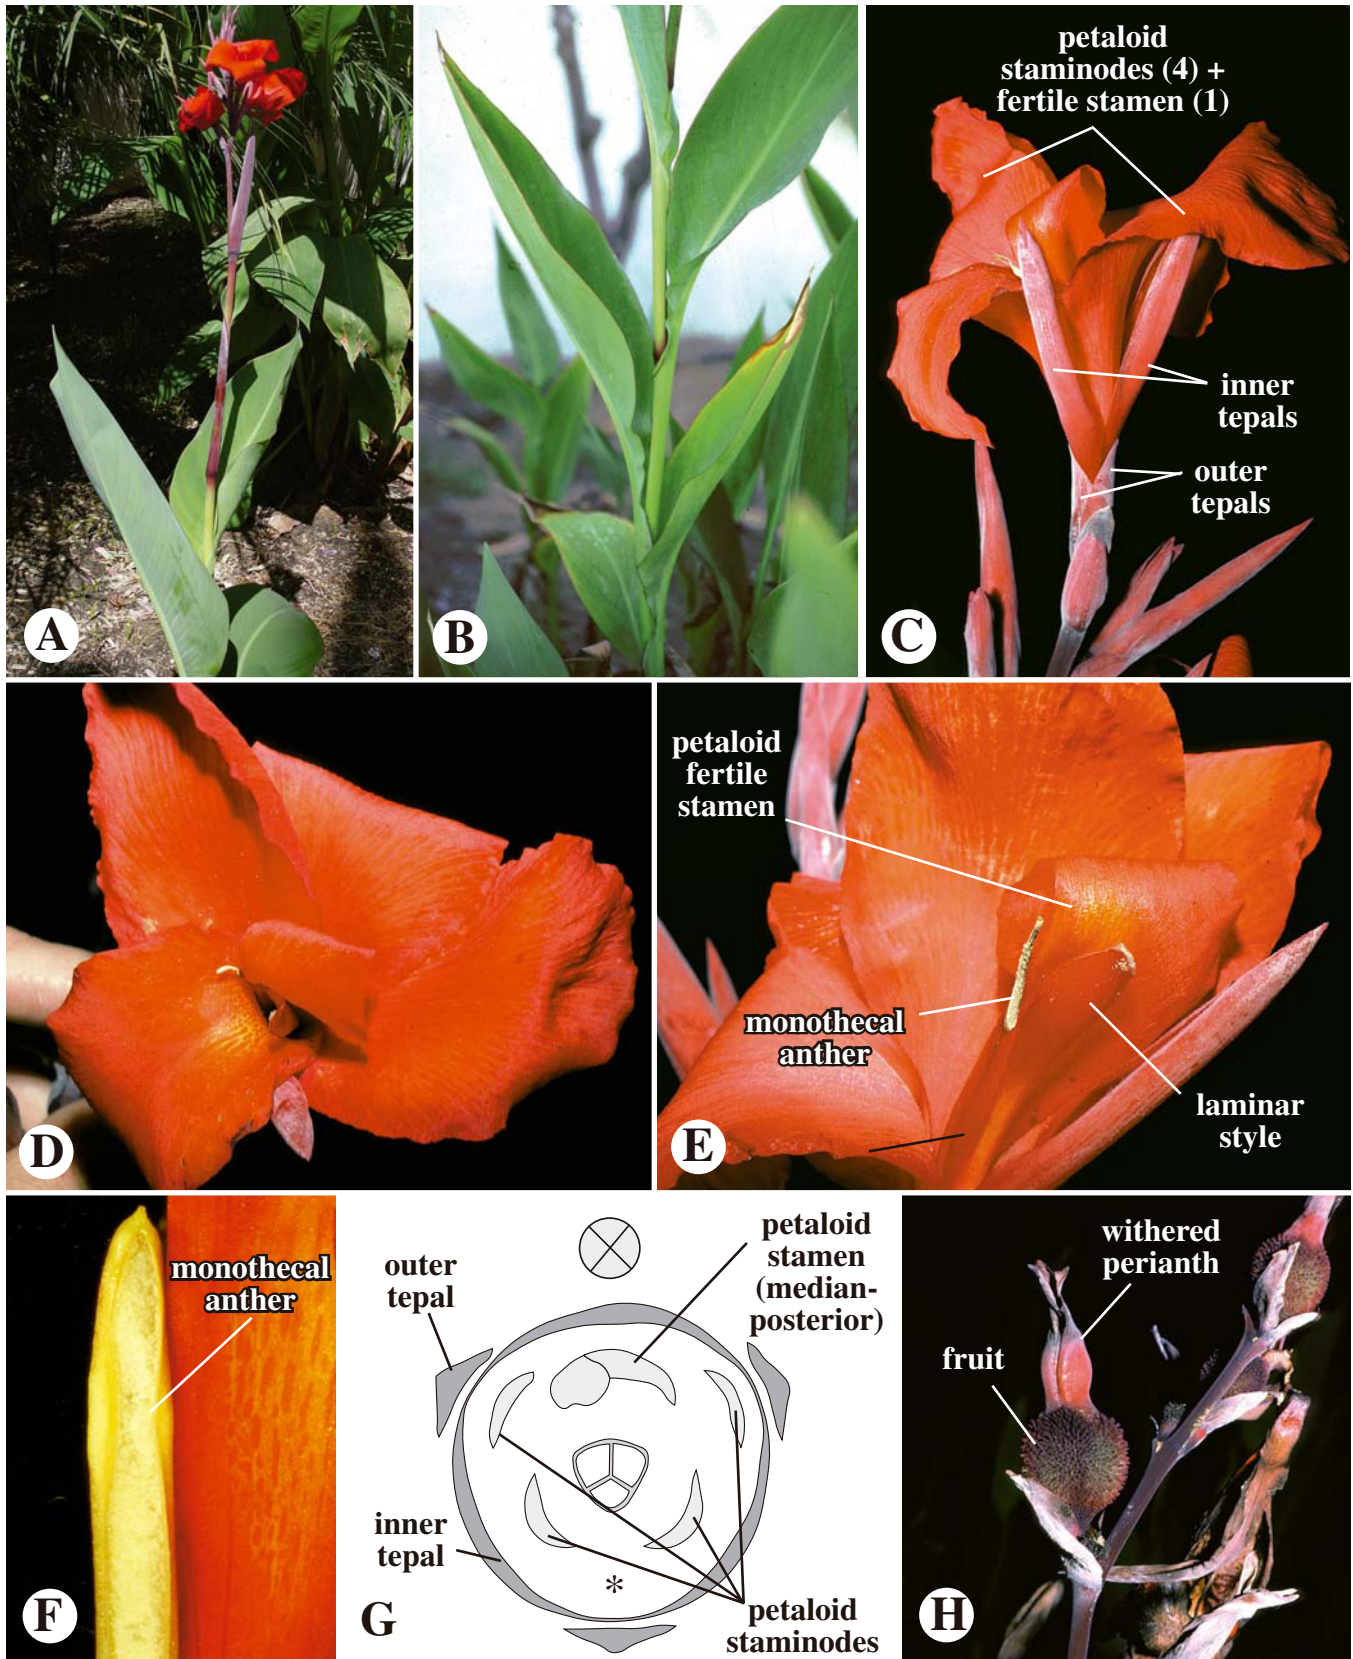 A
B
petaloid
staminodes (4) +
fertile stamen (1)
inner
tepals
outer
tepals
C
D
petaloid
fertile
stamen
monothecal
anther
laminar
style
E
monothecal
anther
F
outer
tepal
petaloid
stamen
(median-
posterior)
inner
tepal
*
petaloid
staminodes
G
withered
perianth
fruit
H